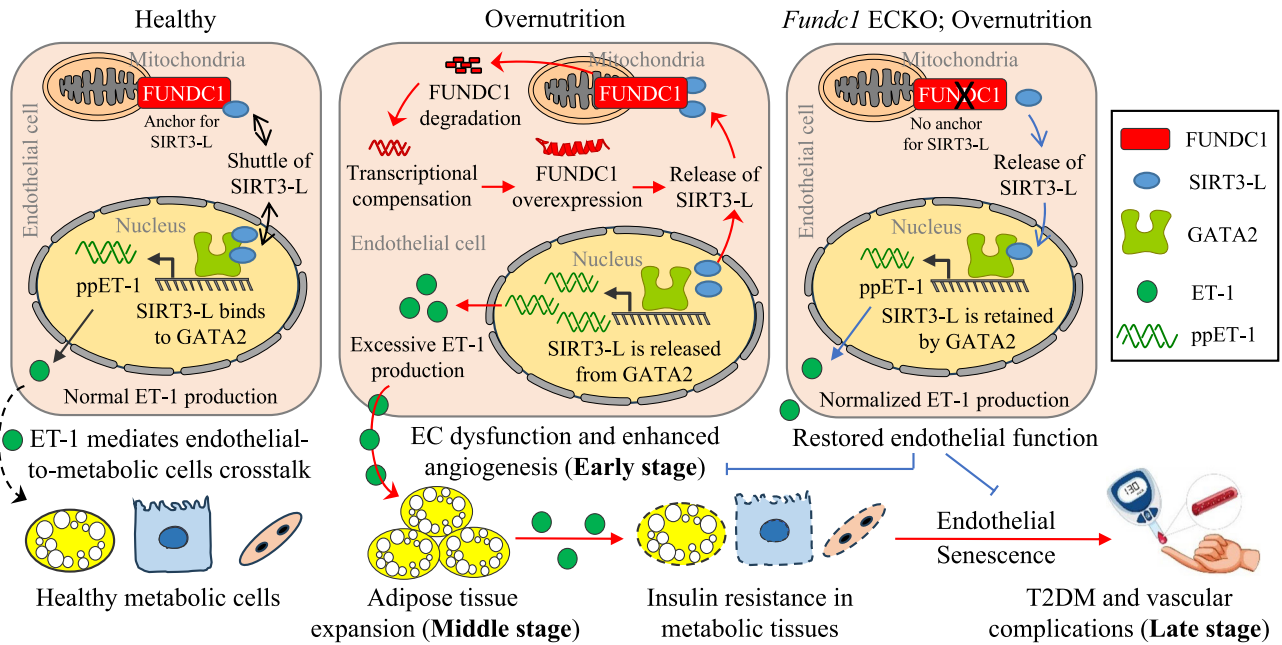 Healthy
Mitochondria
FUNDC1
Anchor for
SIRT3-L
Endothelial cell
Shuttle of
SIRT3-L
Nucleus
ppET-1
SIRT3-L binds
to GATA2
Normal ET-1 production
ET-1 mediates endothelial-
to-metabolic cells crosstalk
Healthy metabolic cells
Overnutrition
Mitochondria
FUNDC1
FUNDC1
degradation
Transcriptional
compensation
FUNDC1
overexpression
Release of
SIRT3-L
Endothelial cell
Nucleus
ppET-1
SIRT3-L is released
from GATA2
Excessive ET-1
production
EC dysfunction and enhanced
angiogenesis (Early stage)
Adipose tissue
expansion (Middle stage)
Insulin resistance in
metabolic tissues
Fundc1 ECKO; Overnutrition
Mitochondria
FUNDC1
No anchor
for SIRT3-L
Endothelial cell
Release of
SIRT3-L
Nucleus
ppET-1
SIRT3-L is retained
by GATA2
Normalized ET-1 production
Restored endothelial function
Endothelial
Senescence
130
T2DM and vascular
complications (Late stage)
FUNDC1
SIRT3-L
GATA2
ET-1
ppET-1